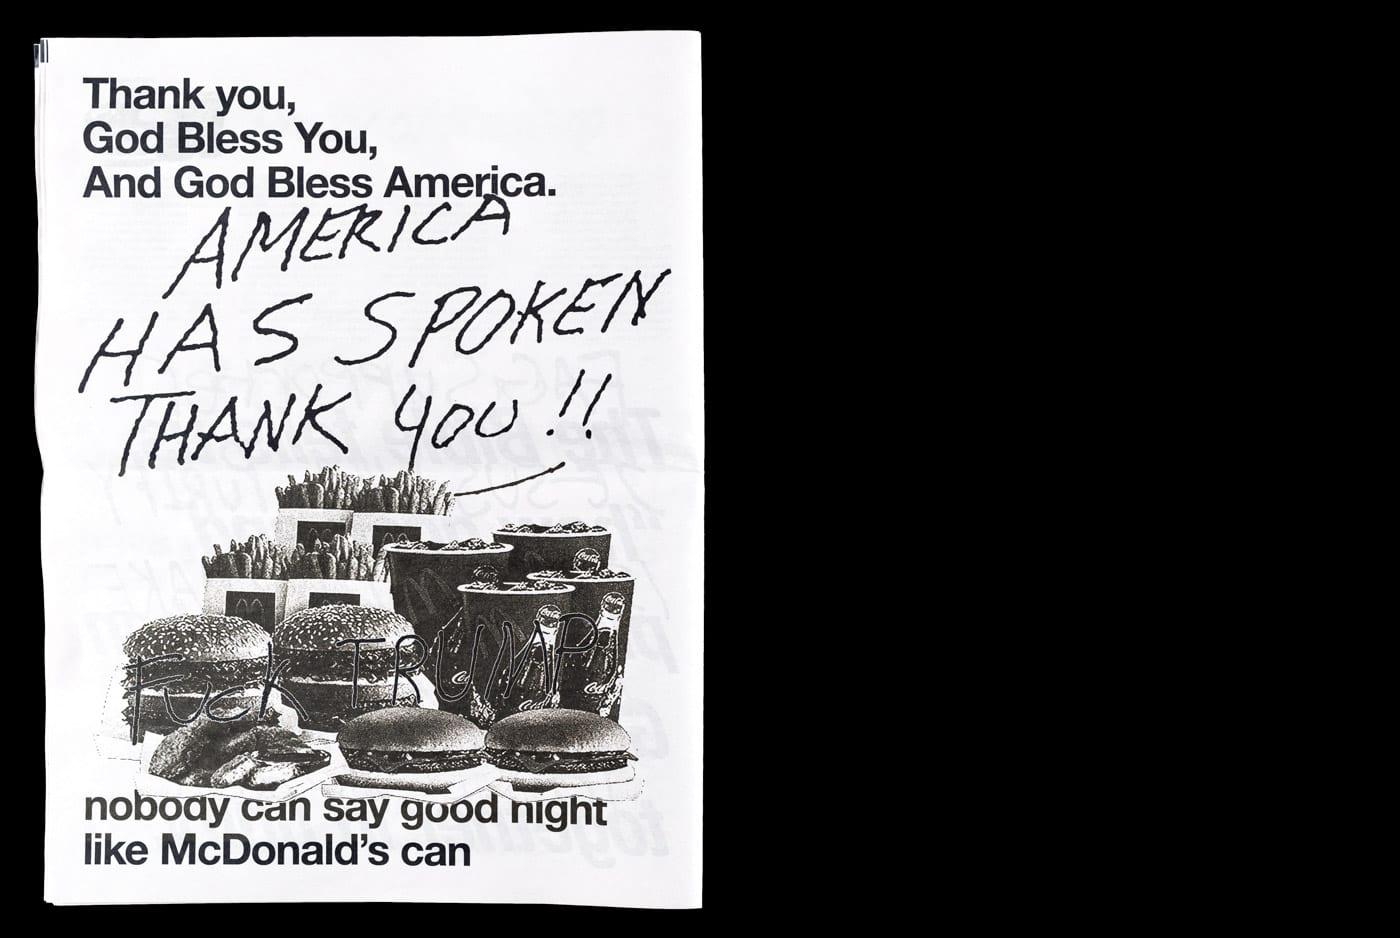 Thank you,
God Bless You,
And God Bless America.
AMERICA
HAS SPOKEN
THANK YOU!!
FUCK TRUMP
nobody can say good night
like McDonald's can